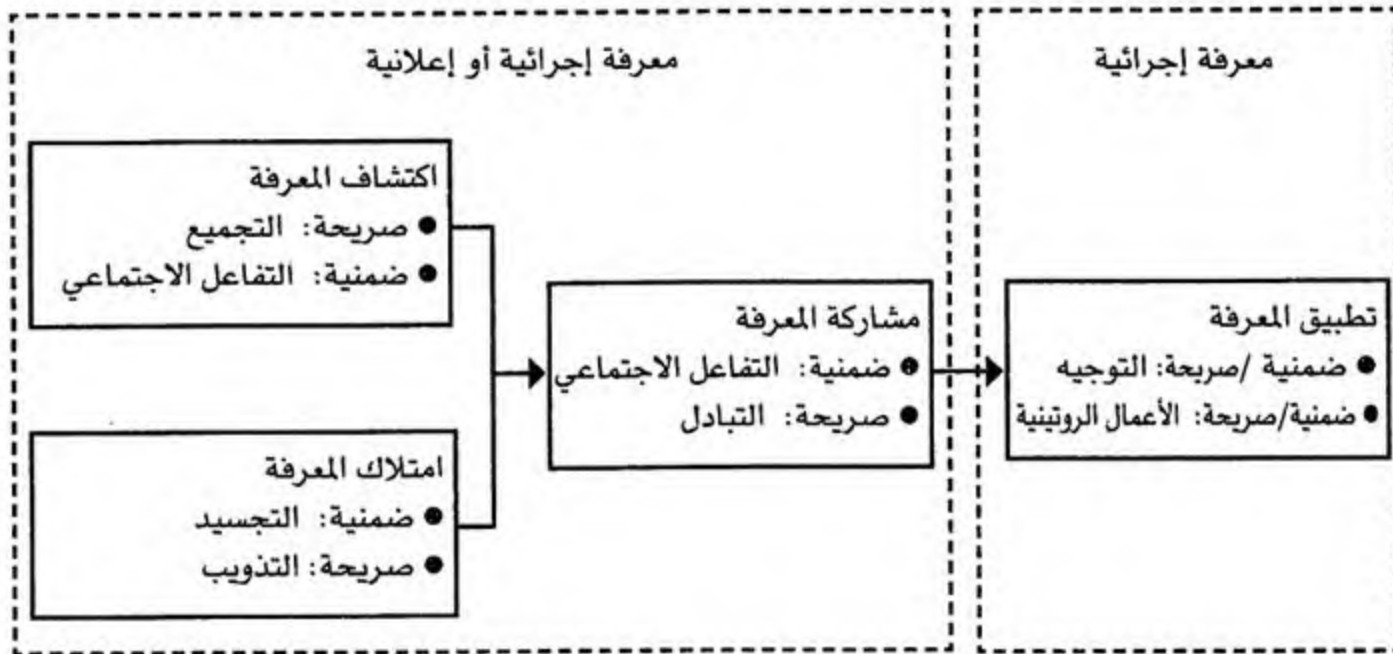 معرفة إجرائية أو إعلانية
اكتشاف المعرفة
● صريحة: التجميع
● ضمنية: التفاعل الاجتماعي
امتلاك المعرفة
● ضمنية: التجسيد
● صريحة: التذويب
مشاركة المعرفة
● ضمنية: التفاعل الاجتماعي
● صريحة: التبادل
معرفة إجرائية
تطبيق المعرفة
● ضمنية /صريحة: التوجيه
● ضمنية/صريحة: الأعمال الروتينية